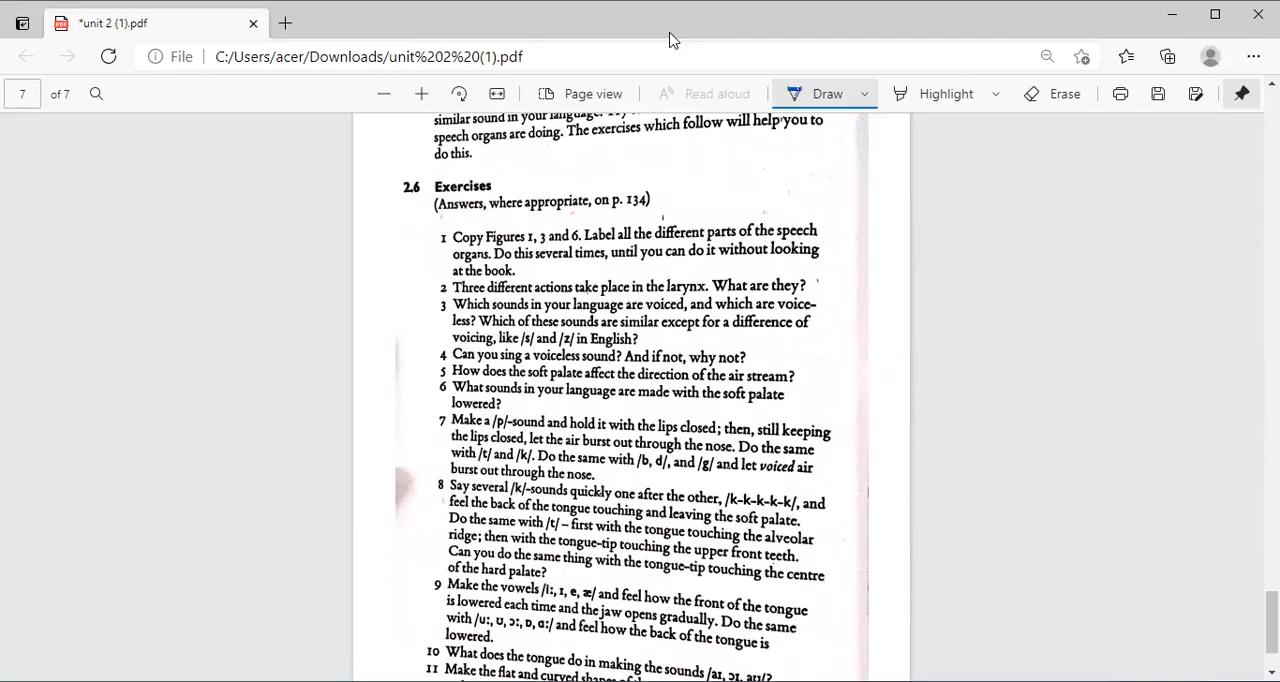 *unit 2 (1).pdf
File C:/Users/acer/Downloads/unit%202%20(1).pdf
7 of 7 Page view Read aloud Draw Highlight Erase
similar sound in your language.
speech organs are doing. The exercises which follow will help you to
do this.
2.6 Exercises
(Answers, where appropriate, on p. 134)
1 Copy Figures 1, 3 and 6. Label all the different parts of the speech
organs. Do this several times, until you can do it without looking
at the book.
2 Three different actions take place in the larynx. What are they?
3 Which sounds in your language are voiced, and which are voice-
less? Which of these sounds are similar except for a difference of
voicing, like /s/ and /z/ in English?
4 Can you sing a voiceless sound? And if not, why not?
5 How does the soft palate affect the direction of the air stream?
6 What sounds in your language are made with the soft palate
lowered?
7 Make a /p/-sound and hold it with the lips closed; then, still keeping
the lips closed, let the air burst out through the nose. Do the same
with /t/ and /k/. Do the same with /b, d/, and /g/ and let voiced air
burst out through the nose.
8 Say several /k/-sounds quickly one after the other, /k-k-k-k-k/, and
feel the back of the tongue touching and leaving the soft palate.
Do the same with /t/ – first with the tongue touching the alveolar
ridge; then with the tongue-tip touching the upper front teeth.
Can you do the same thing with the tongue-tip touching the centre
of the hard palate?
9 Make the vowels /iː, ɪ, e, æ/ and feel how the front of the tongue
is lowered each time and the jaw opens gradually. Do the same
with /uː, ʊ, ɔː, ɒ, ɑː/ and feel how the back of the tongue is
lowered.
10 What does the tongue do in making the sounds /aɪ, ɔɪ, aʊ/?
11 Make the flat and curved shapes of